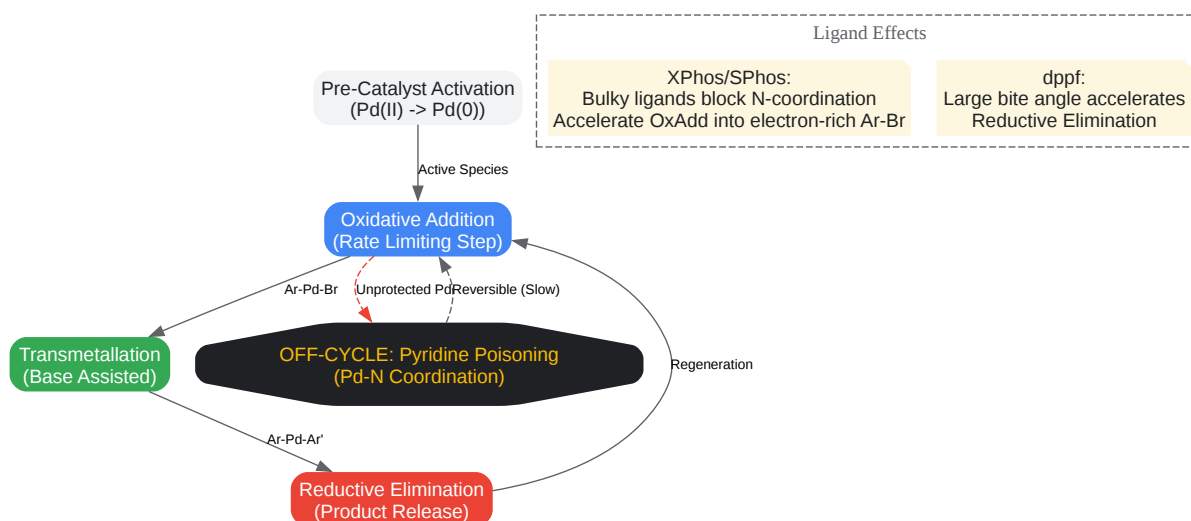 Ligand Effects
XPhos/SPhos:
Bulky ligands block N-coordination
Accelerate OxAdd into electron-rich Ar-Br
dppf:
Large bite angle accelerates
Reductive Elimination
Pre-Catalyst Activation
(Pd(II) -> Pd(0))
Active Species
Oxidative Addition
(Rate Limiting Step)
Ar-Pd-Br
Unprotected Pd
Reversible (Slow)
Transmetallation
(Base Assisted)
OFF-CYCLE: Pyridine Poisoning
(Pd-N Coordination)
Regeneration
Ar-Pd-Ar'
Reductive Elimination
(Product Release)